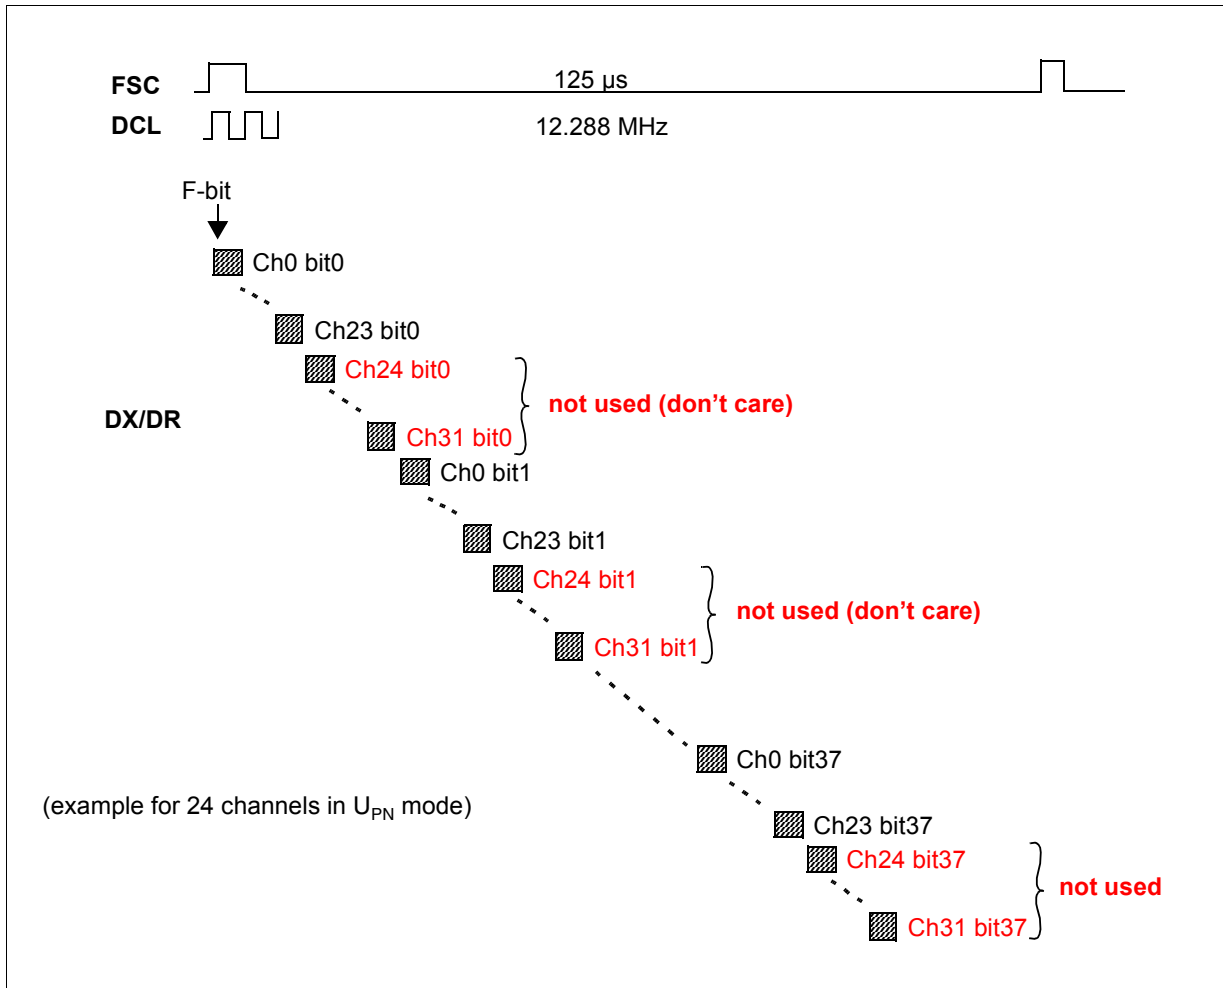 FSC
125 µs
DCL
12.288 MHz
F-bit
Ch0 bit0
Ch23 bit0
Ch24 bit0
not used (don’t care)
DX/DR
Ch31 bit0
Ch0 bit1
Ch23 bit1
Ch24 bit1
not used (don’t care)
Ch31 bit1
Ch0 bit37
(example for 24 channels in UPN mode)
Ch23 bit37
Ch24 bit37
not used
Ch31 bit37